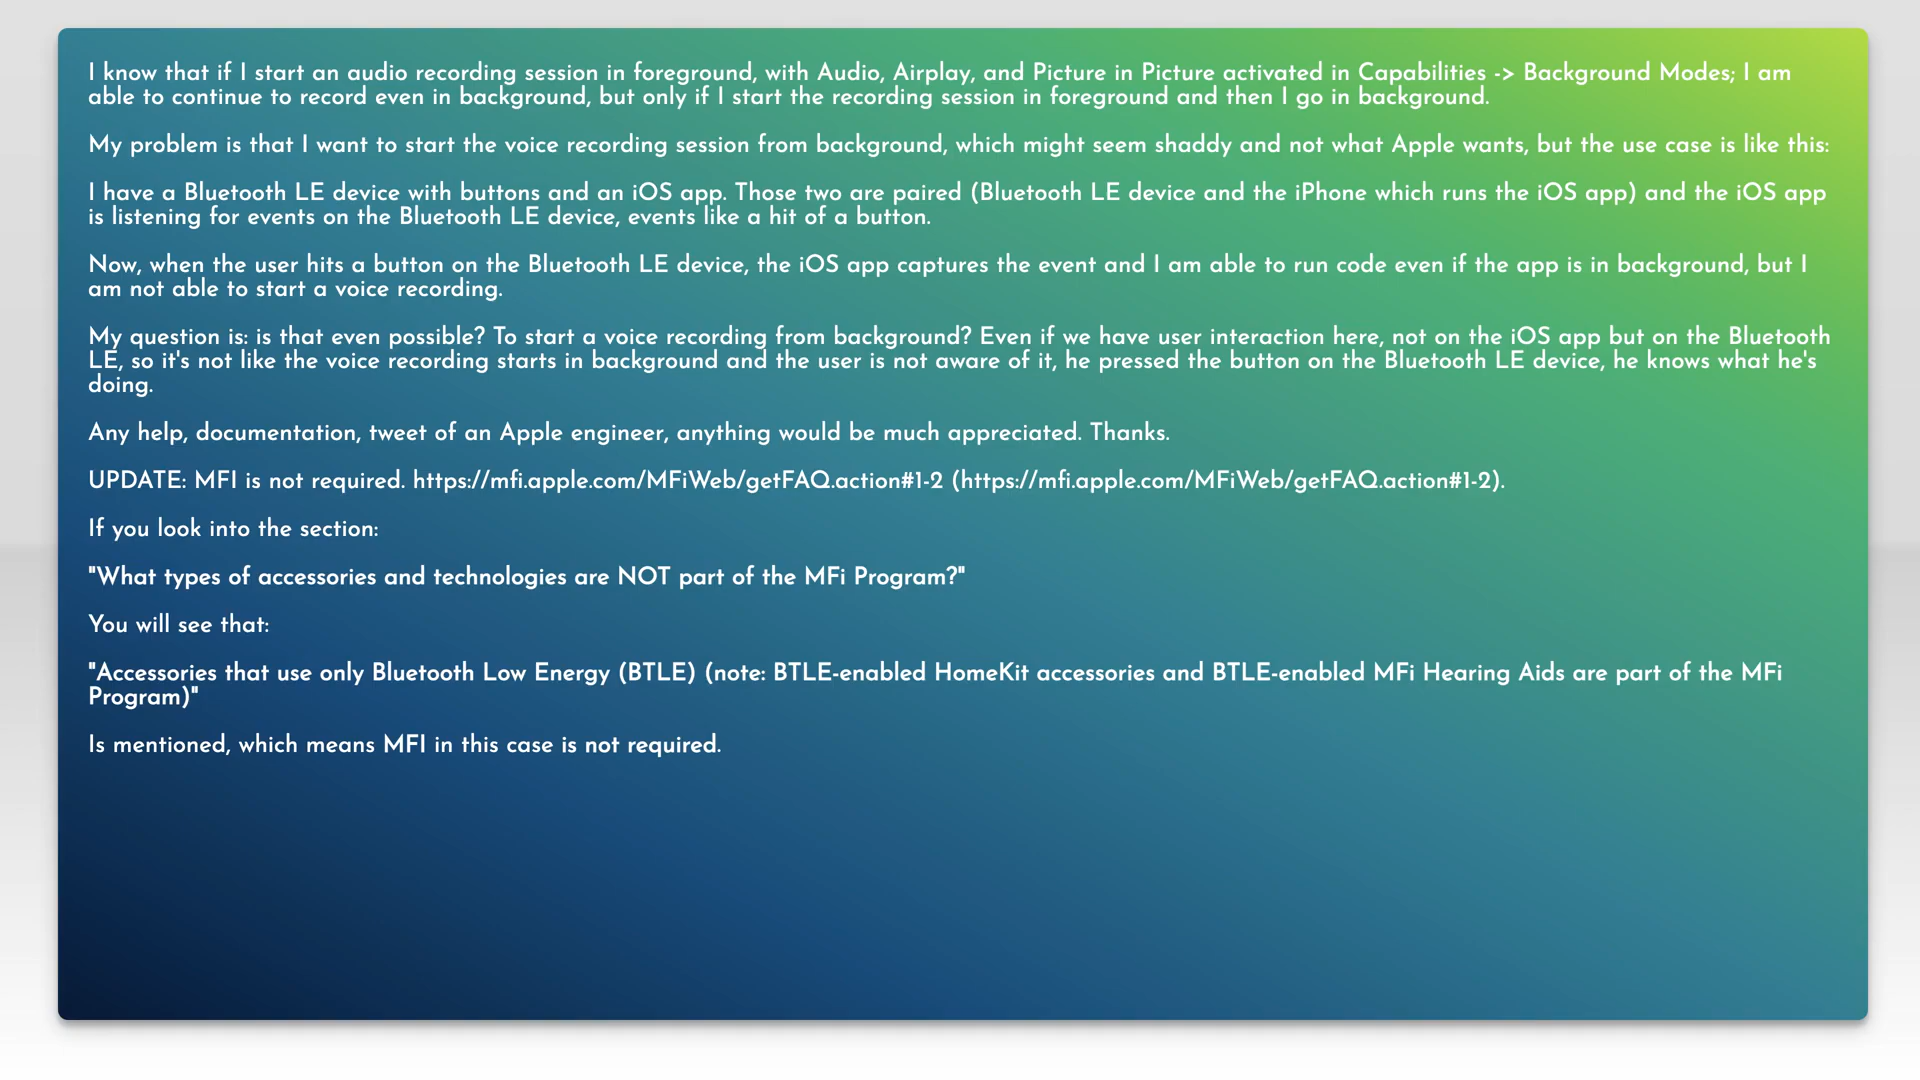 I know that if I start an audio recording session in foreground, with Audio, Airplay, and Picture in Picture activated in Capabilities -> Background Modes; I am
able to continue to record even in background, but only if I start the recording session in foreground and then I go in background.
My problem is that I want to start the voice recording session from background, which might seem shaddy and not what Apple wants, but the use case is like this:
I have a Bluetooth LE device with buttons and an iOS app. Those two are paired (Bluetooth LE device and the iPhone which runs the iOS app) and the iOS app
is listening for events on the Bluetooth LE device, events like a hit of a button.
Now, when the user hits a button on the Bluetooth LE device, the iOS app captures the event and I am able to run code even if the app is in background, but I
am not able to start a voice recording.
My question is: is that even possible? To start a voice recording from background? Even if we have user interaction here, not on the iOS app but on the Bluetooth
LE, so it's not like the voice recording starts in background and the user is not aware of it, he pressed the button on the Bluetooth LE device, he knows what he's
doing.
Any help, documentation, tweet of an Apple engineer, anything would be much appreciated. Thanks.
UPDATE: MFI is not required. https://mfi.apple.com/MFiWeb/getFAQ.action#1-2 (https://mfi.apple.com/MFiWeb/getFAQ.action#1-2).
If you look into the section:
"What types of accessories and technologies are NOT part of the MFi Program?"
You will see that:
"Accessories that use only Bluetooth Low Energy (BTLE) (note: BTLE-enabled HomeKit accessories and BTLE-enabled MFi Hearing Aids are part of the MFi
Program)"
Is mentioned, which means MFI in this case is not required.